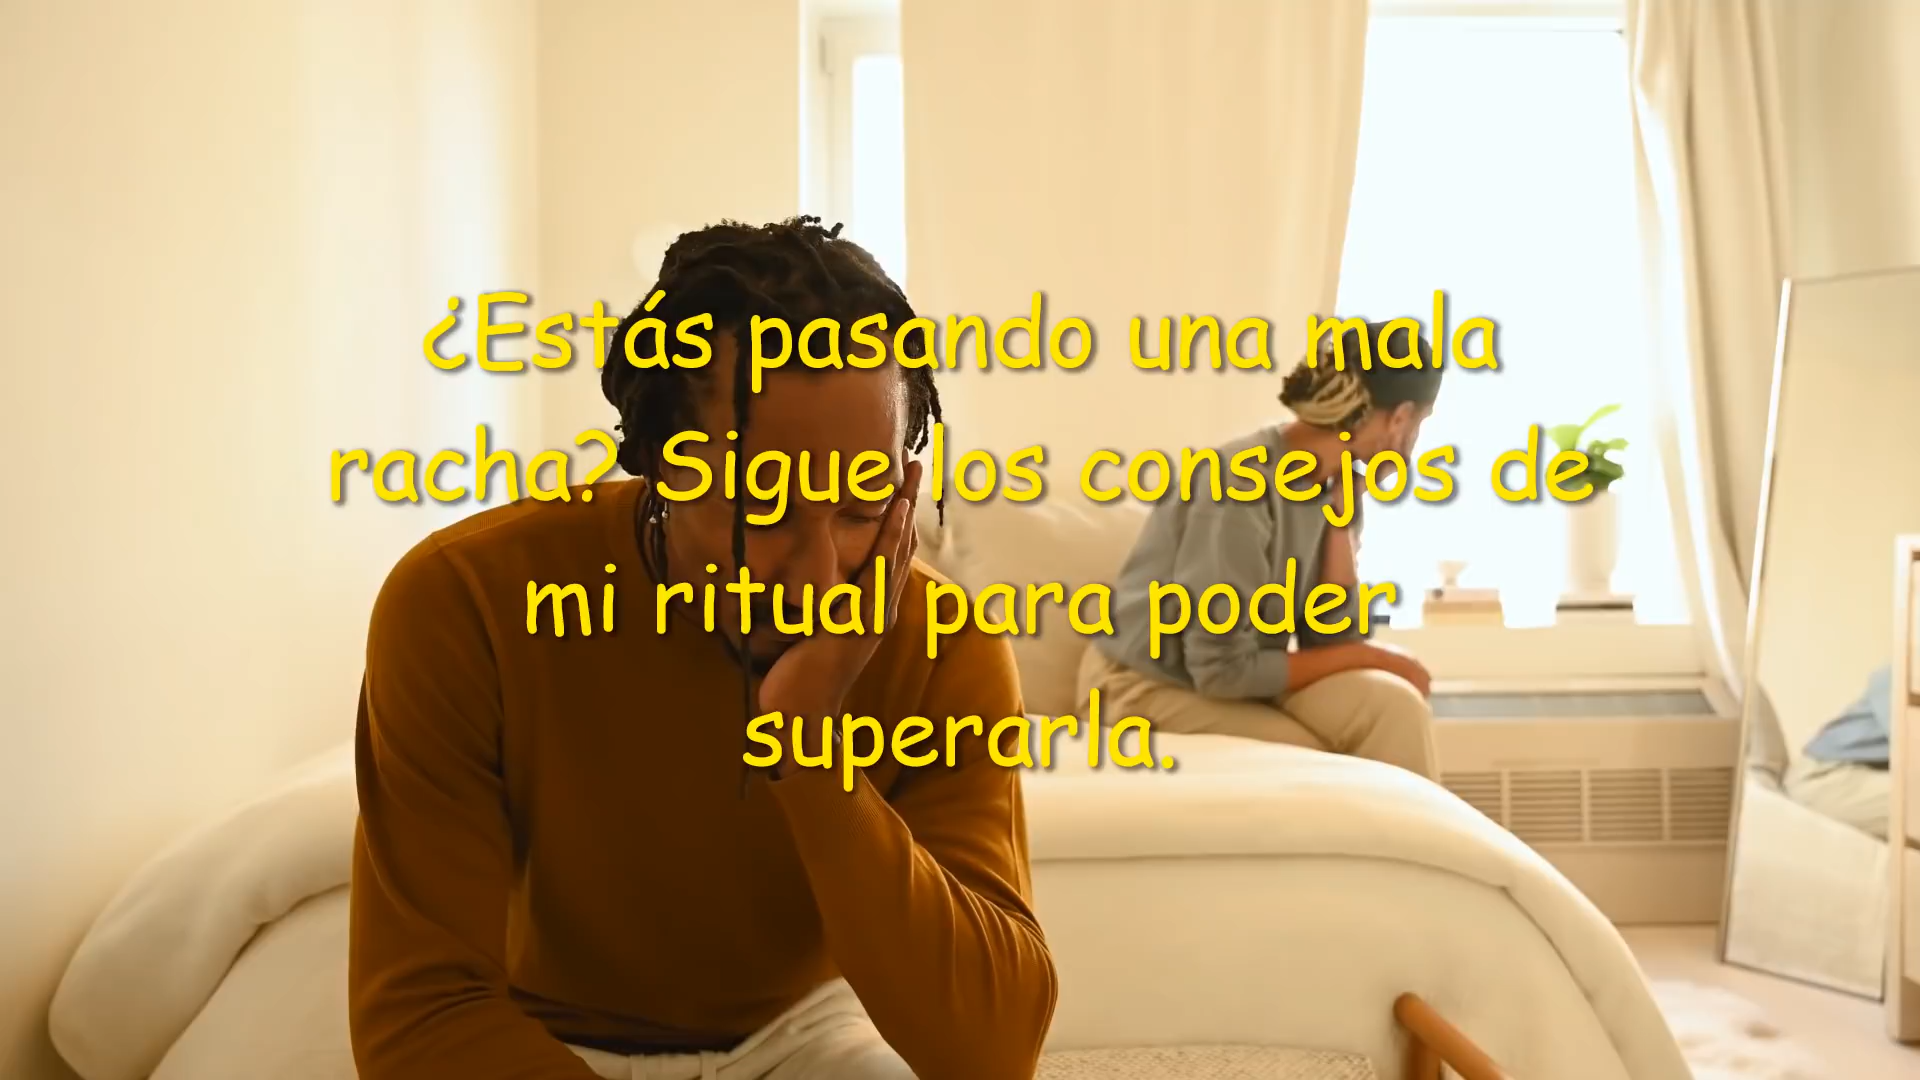 ¿Estás pasando una mala
racha? Sigue los consejos de
mi ritual para poder
superarla.